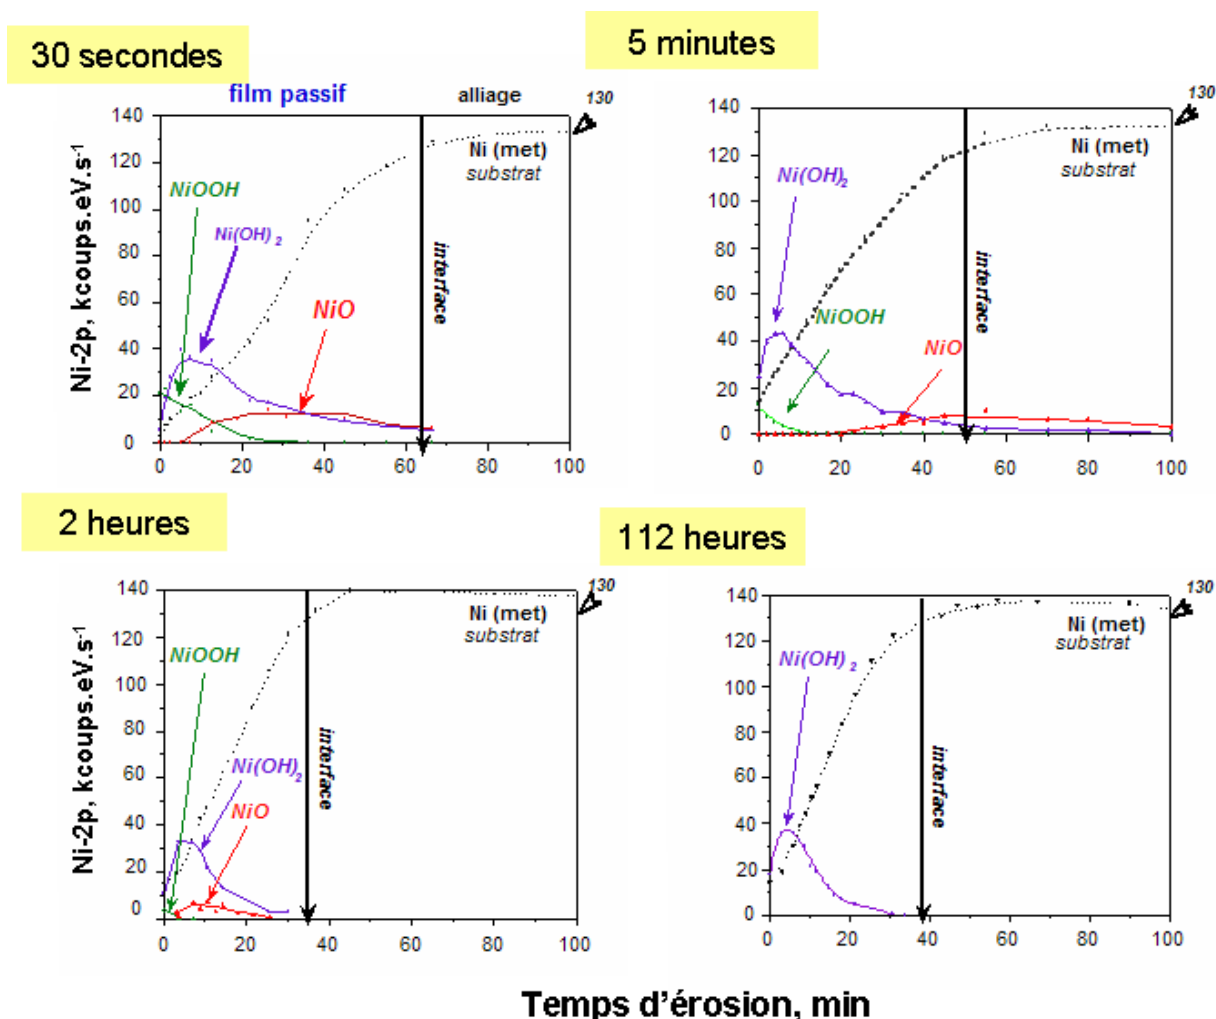 30 secondes
5 minutes
film passif
alliage
130
130
140
120
100
80
60
40
20
0
NiOOH
Ni(OH) 2
NiO
Ni (met)
substrat
interface
Ni-2p, kcoups.eV.s-1
0 20 40 60 80 100
140
120
100
80
60
40
20
0
Ni(OH)2
NiOOH
NiO
Ni (met)
substrat
interface
0 20 40 60 80 100
2 heures
112 heures
130
130
140
120
140
100
80
60
40
20
0
NiOOH
Ni(OH)2
NiO
Ni (met)
substrat
interface
Ni-2p, kcoups.eV.s-1
0 20 40 60 80 100
140
120
100
80
60
40
20
0
Ni(OH) 2
Ni (met)
substrat
interface
0 20 40 60 80 100
Temps d'érosion, min